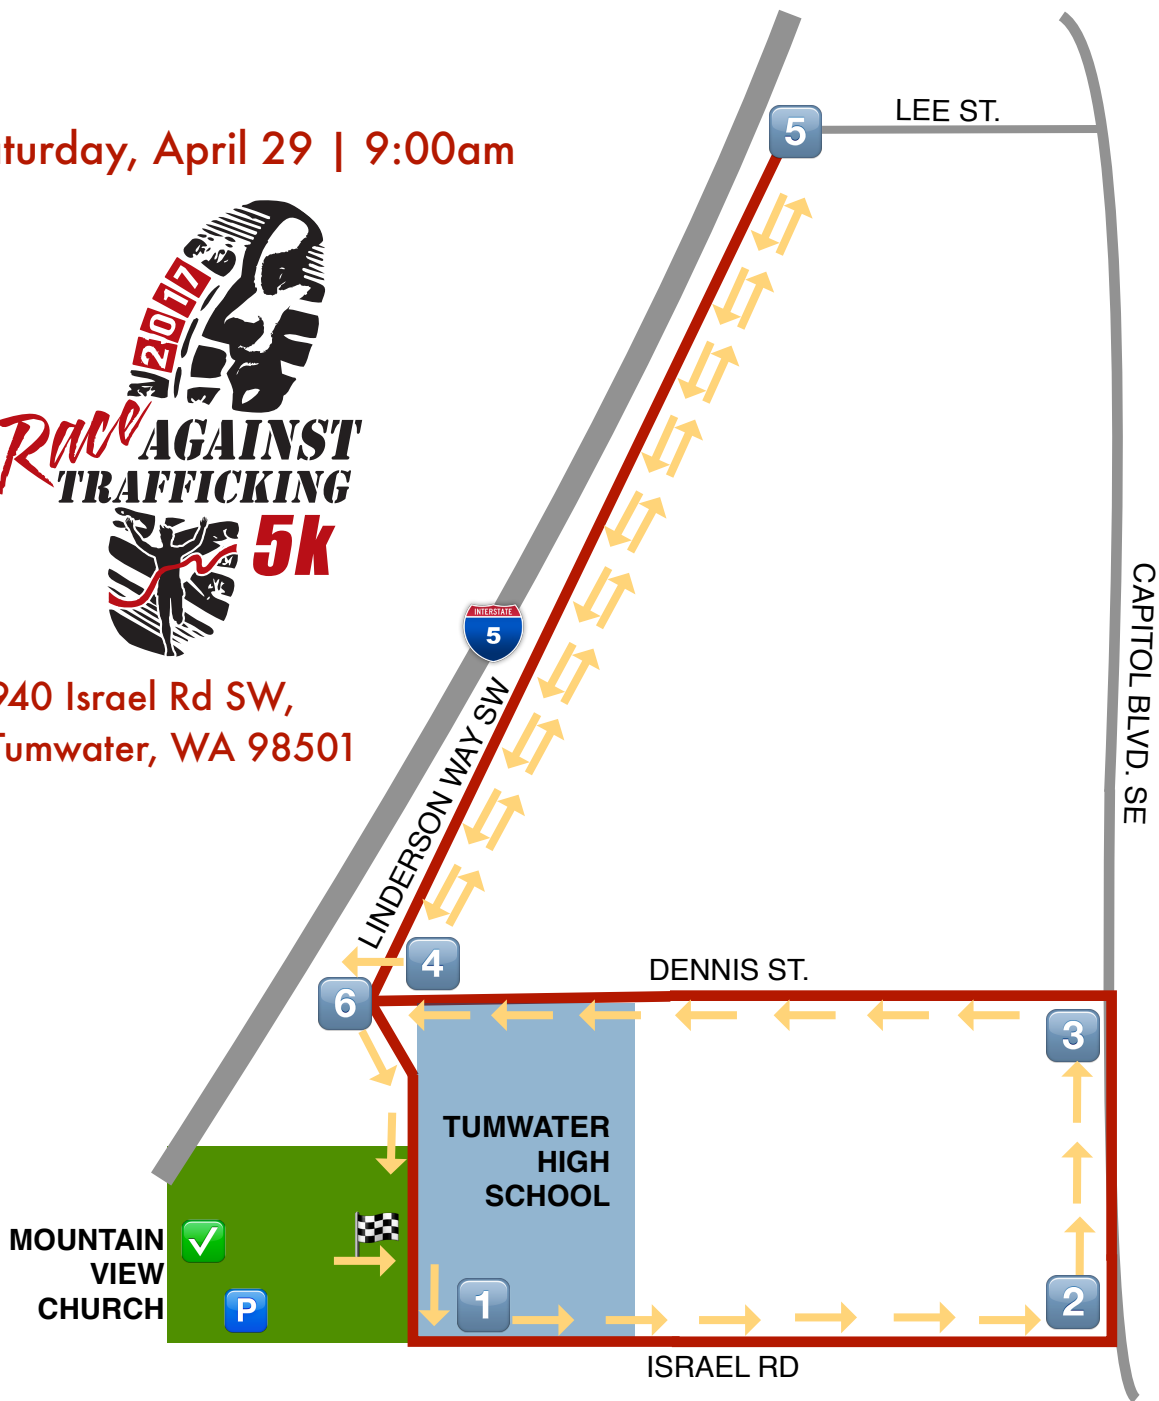 LEE ST.
5
turday, April 29 | 9:00am
2017
Race AGAINST
TRAFFICKING
5k
INTERSTATE
5
CAPITOL BLVD. SE
940 Israel Rd SW,
Tumwater, WA 98501
LINDERSON WAY SW
4
DENNIS ST.
6
3
TUMWATER
HIGH
SCHOOL
MOUNTAIN
VIEW
CHURCH
P
1
2
ISRAEL RD